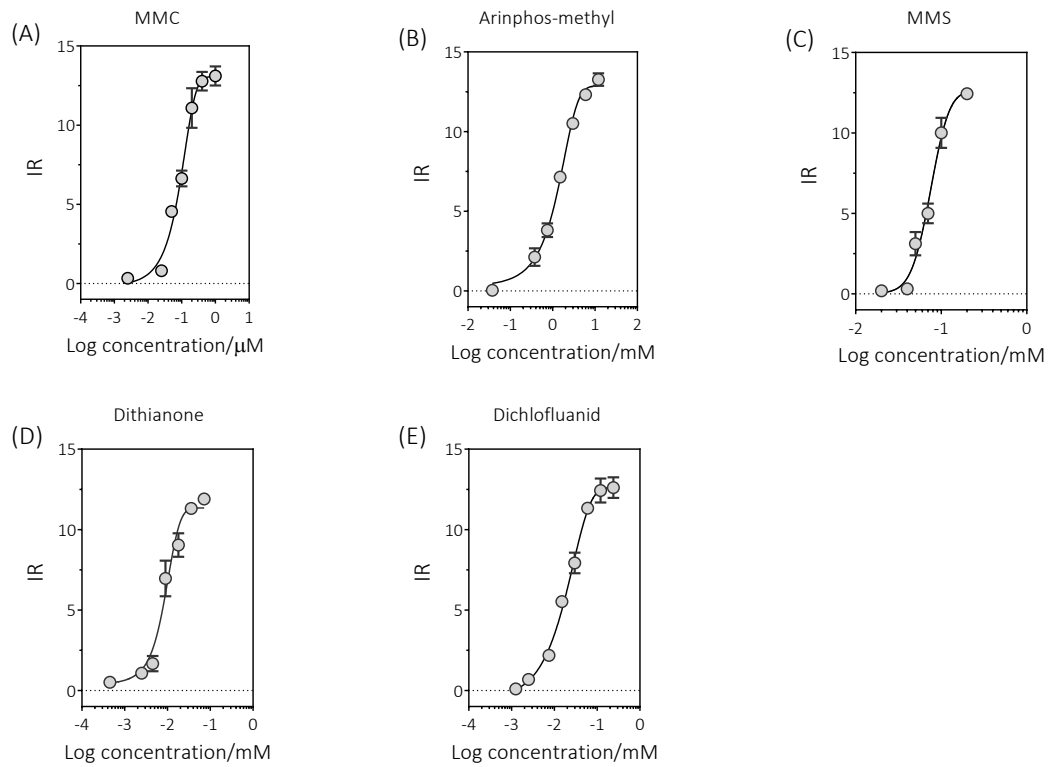 MMC
(A)
15
10
5
0
IR
-4 -3 -2 -1 0 1
Log concentration/μM
Arinphos-methyl
(B)
15
10
5
0
IR
-2 -1 0 1 2
Log concentration/mM
MMS
(C)
15
10
5
0
IR
-2 -1 0
Log concentration/mM
Dithianone
(D)
15
10
5
0
IR
-4 -3 -2 -1 0
Log concentration/mM
Dichlofluanid
(E)
15
10
5
0
IR
-4 -3 -2 -1 0
Log concentration/mM